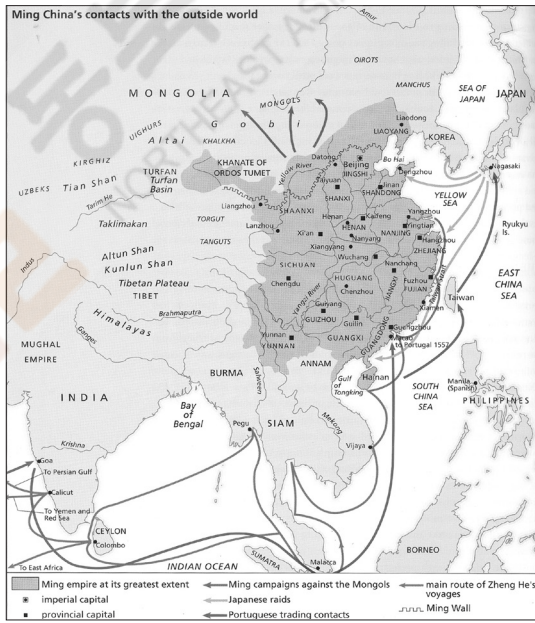 Ming China's contacts with the outside world
Amur
OIROTS
MANCHUS
SEA OF
JAPAN
JAPAN
MONGOLIA
MONGOLS
Gobi
UIGHURS
Altai
KHALKHA
Liaodong
LIAOYANG
KOREA
KIRGHIZ
TURFAN
Turfan
Basin
KHANATE OF
ORDOS TUMET
Datong
Beijing
Bo Hai
JINGSHI
Dengzhou
Nagasaki
UZBEKS
Tian Shan
Tarim He
Yellow
River
Taiyuan
Jinan
SHANXI
SHANDONG
YELLOW
SEA
Liangzhou
SHAANXI
Taklimakan
TORGUT
Lanzhou
Henan
Kaifeng
HENAN
Yangzhou
Yingtian
Ryukyu
Is.
TANGUTS
Xi'an
Nanyang
NANJING
Hangzhou
Xiangyang
ZHEJIANG
Altun Shan
Kunlun Shan
Wuchang
Indus
Tibetan Plateau
TIBET
SICHUAN
Chengdu
HUGUANG
Chenzhou
Nanchang
JIANGXI
Fuzhou
FUJIAN
Taiwan Strait
EAST
CHINA
SEA
Himalayas
Brahmaputra
Yangzi River
Guiyang
GUIZHOU
Guilin
Xiamen
Taiwan
Ganges
MUGHAL
EMPIRE
Yunnan
YUNNAN
GUANGXI
GUANGDONG
Guangzhou
Macao
to Portugal 1557
BURMA
ANNAM
Salween
Gulf
of
Tongking
Hainan
SOUTH
CHINA
SEA
Manila
(Spanish)
PHILIPPINES
INDIA
Bay
of
Bengal
Pegu
SIAM
Mekong
Vijaya
Krishna
Goa
To Persian Gulf
Calicut
To Yemen and
Red Sea
CEYLON
Colombo
To East Africa
INDIAN OCEAN
SUMATRA
Malacca
BORNEO
Ming empire at its greatest extent
Ming campaigns against the Mongols
main route of Zheng He's
voyages
imperial capital
Japanese raids
Ming Wall
provincial capital
Portuguese trading contacts